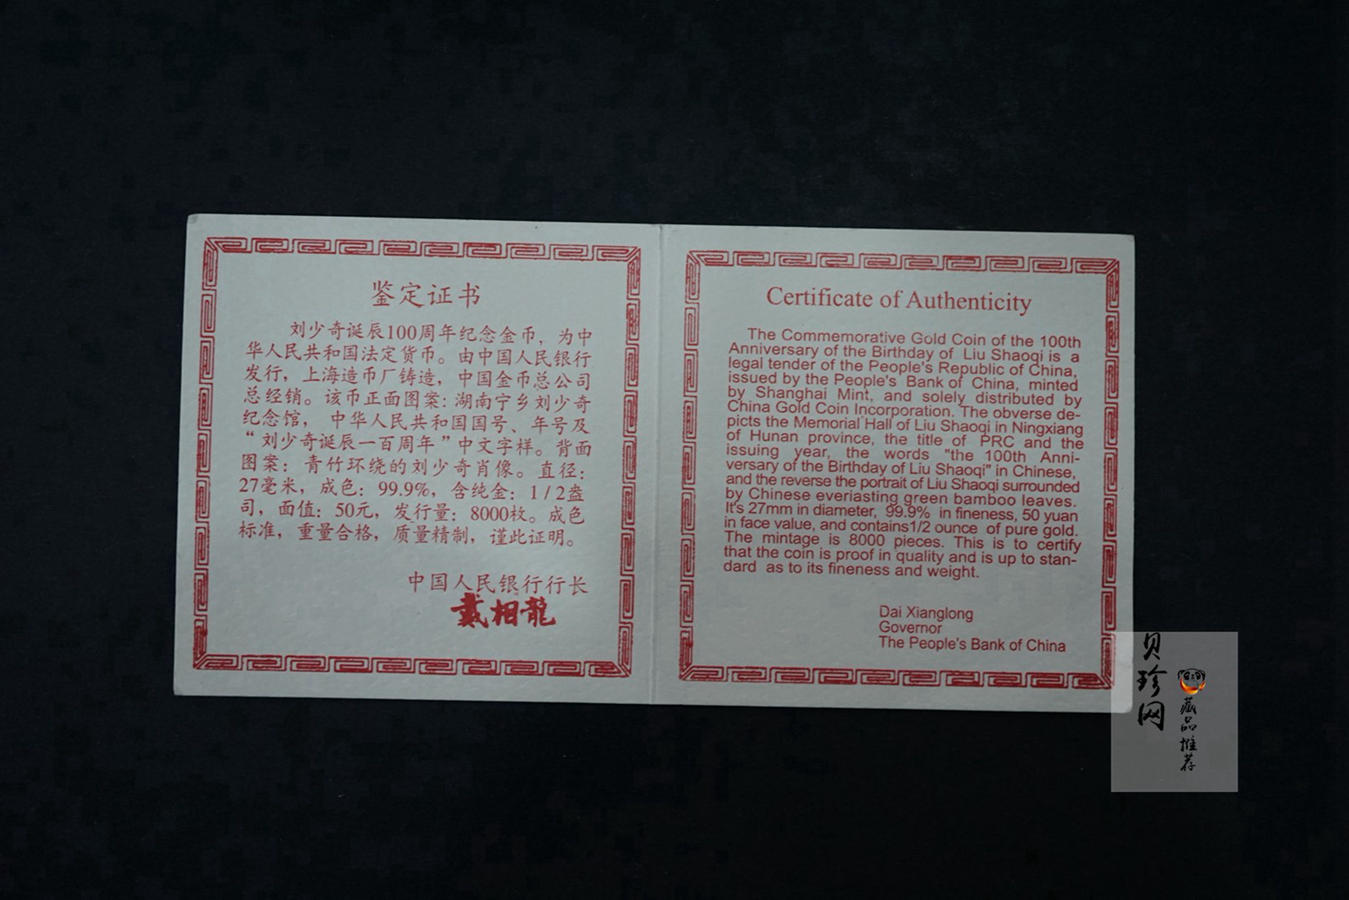 鉴定证书
刘少奇诞辰100周年纪念金币，为中
华人民共和国法定货币。由中国人民银行
发行，上海造币厂铸造，中国金币总公司
总经销。该币正面图案：湖南宁乡刘少奇
纪念馆，中华人民共和国国号、年号及
“刘少奇诞辰一百周年”中文字样。背面
图案：青竹环绕的刘少奇肖像。直径：
27毫米，成色：99.9%，含纯金：1/2盎
司，面值：50元，发行量：8000枚。成色
标准，重量合格，质量精制，谨此证明。
中国人民银行行长
戴相龍
Certificate of Authenticity
The Commemorative Gold Coin of the 100th
Anniversary of the Birthday of Liu Shaoqi is a
legal tender of the People's Republic of China,
issued by the People's Bank of China, minted
by Shanghai Mint, and solely distributed by
China Gold Coin Incorporation. The obverse de-
picts the Memorial Hall of Liu Shaoqi in Ningxiang
of Hunan province, the title of PRC and the
issuing year, the words "the 100th Anni-
versary of the Birthday of Liu Shaoqi" in Chinese,
and the reverse the portrait of Liu Shaoqi surrounded
by Chinese everiasting green bamboo leaves.
It's 27mm in diameter, 99.9% in fineness, 50 yuan
in face value, and contains1/2 ounce of pure gold.
The mintage is 8000 pieces. This is to certify
that the coin is proof in quality and is up to stan-
dard as to its fineness and weight.
Dai Xianglong
Governor
The People's Bank of China
贝珍网
藏品推荐